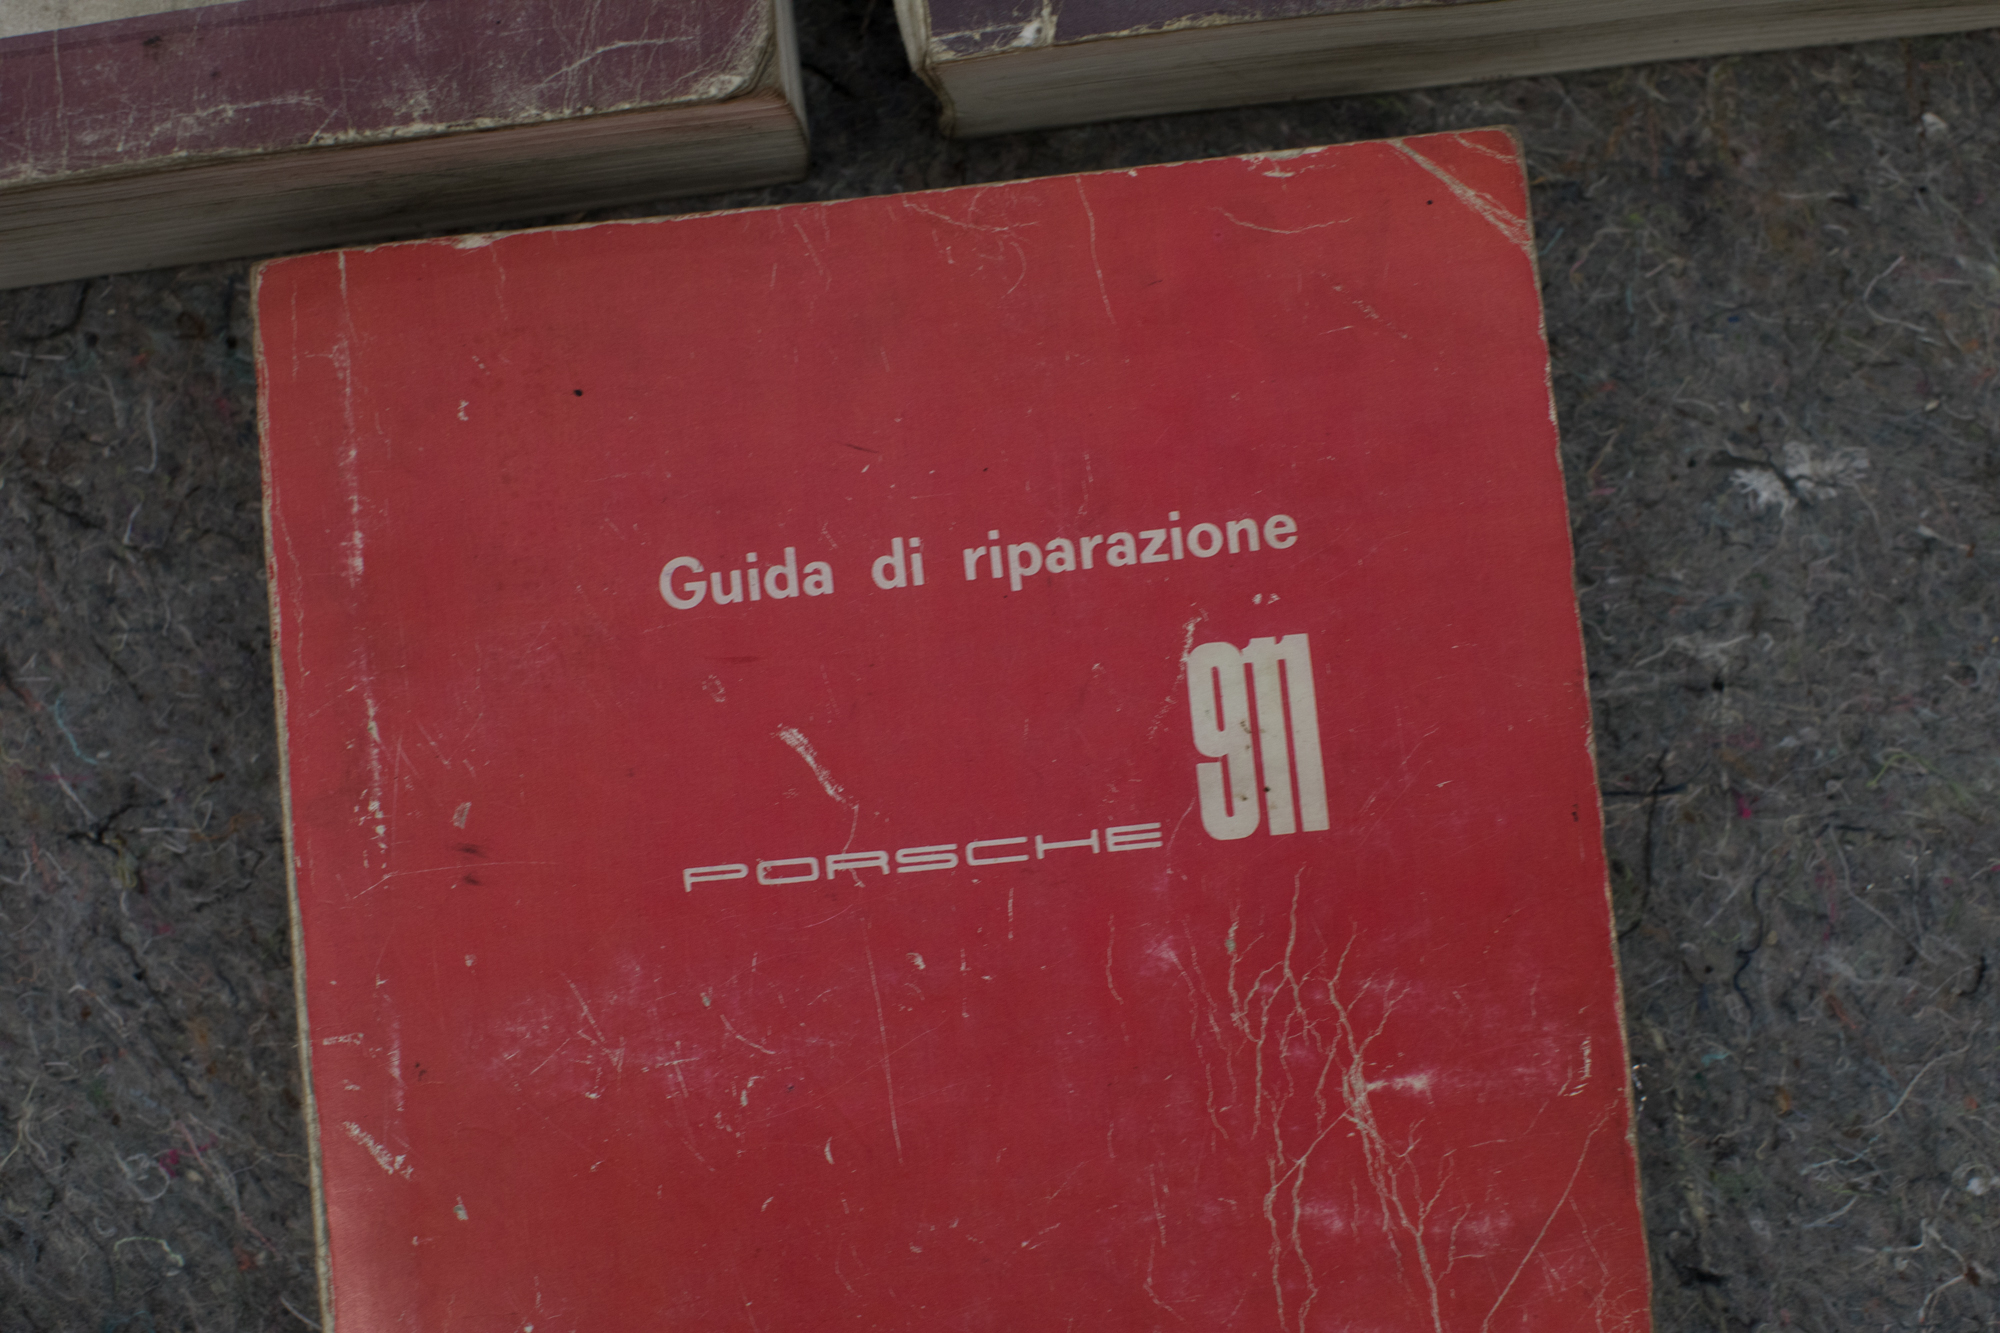 Guida di riparazione
PORSCHE 911